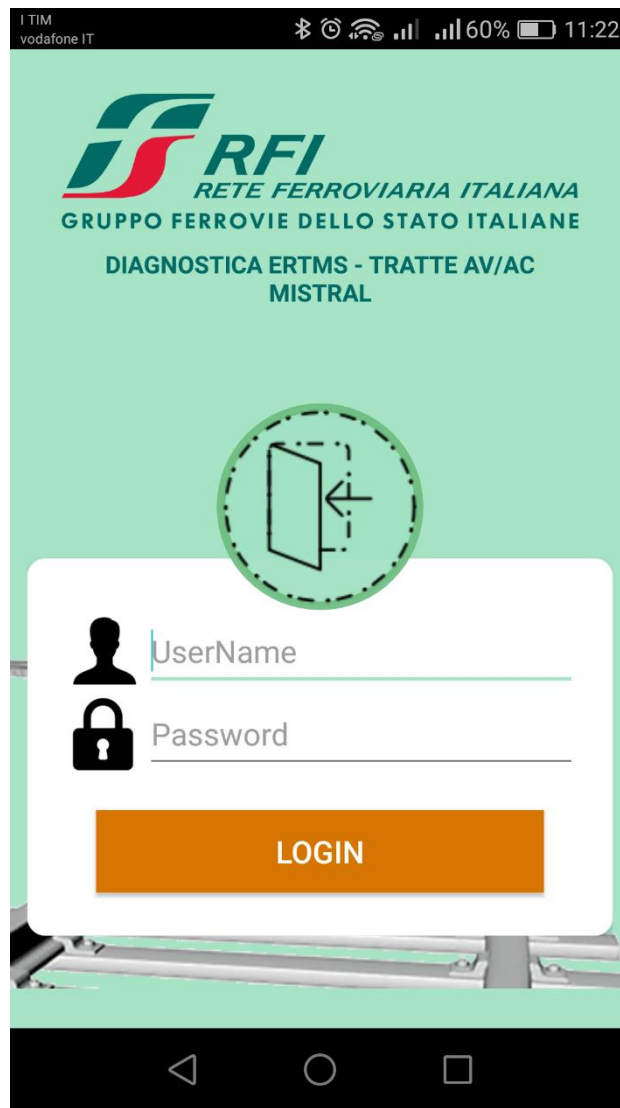 I TIM
vodafone IT
60% 11:22
RFI
RETE FERROVIARIA ITALIANA
GRUPPO FERROVIE DELLO STATO ITALIANE
DIAGNOSTICA ERTMS - TRATTE AV/AC
MISTRAL
UserName
Password
LOGIN